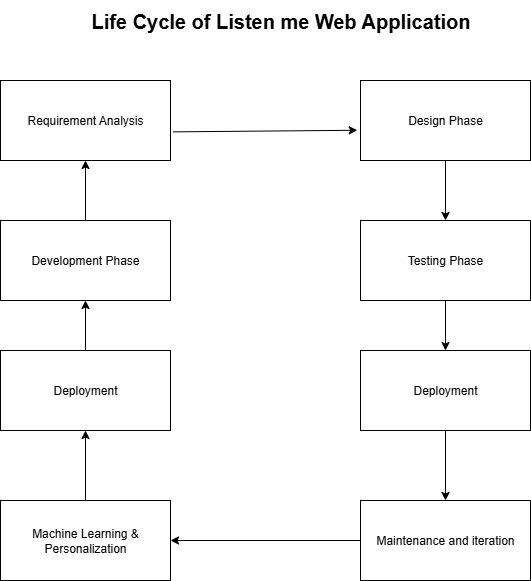 Life Cycle of Listen me Web Application
Requirement Analysis
Design Phase
Development Phase
Testing Phase
Deployment
Deployment
Machine Learning &
Personalization
Maintenance and iteration